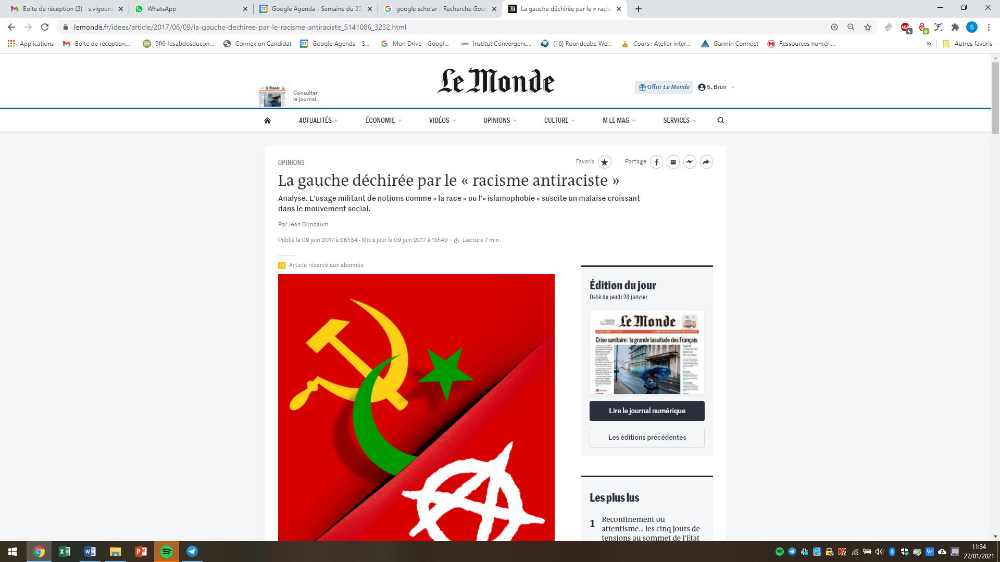 Boîte de réception (2) - s.vigouro
WhatsApp
Google Agenda - Semaine du 25
google scholar - Recherche Goog
La gauche déchirée par le « racis
lemonde.fr/idees/article/2017/06/09/la-gauche-dechiree-par-le-racisme-antiraciste_5141086_3232.html
Applications
Boîte de réception...
9fl6-lesabdosducon...
Connexion Candidat
Google Agenda - S...
Mon Drive - Googl...
Institut Convergenc...
(16) Roundcube We...
Cours : Atelier inter...
Garmin Connect
Ressources numéri...
»
Autres favoris
Consulter
le journal
Le Monde
Offrir Le Monde
S. Brun
ACTUALITÉS
ÉCONOMIE
VIDÉOS
OPINIONS
CULTURE
M LE MAG
SERVICES
OPINIONS
Favoris
Partage
La gauche déchirée par le « racisme antiraciste »
Analyse. L'usage militant de notions comme « la race » ou l'« islamophobie » suscite un malaise croissant
dans le mouvement social.
Par Jean Birnbaum
Publié le 09 juin 2017 à 06h34 - Mis à jour le 09 juin 2017 à 15h49 • Lecture 7 min.
Article réservé aux abonnés
Édition du jour
Daté du jeudi 28 janvier
Le Monde
Crise sanitaire : la grande lassitude des Français
Lire le journal numérique
Les éditions précédentes
Les plus lus
1
Reconfinement ou
attentisme... les cinq jours de
tensions au sommet de l'Etat
11:34
27/01/2021